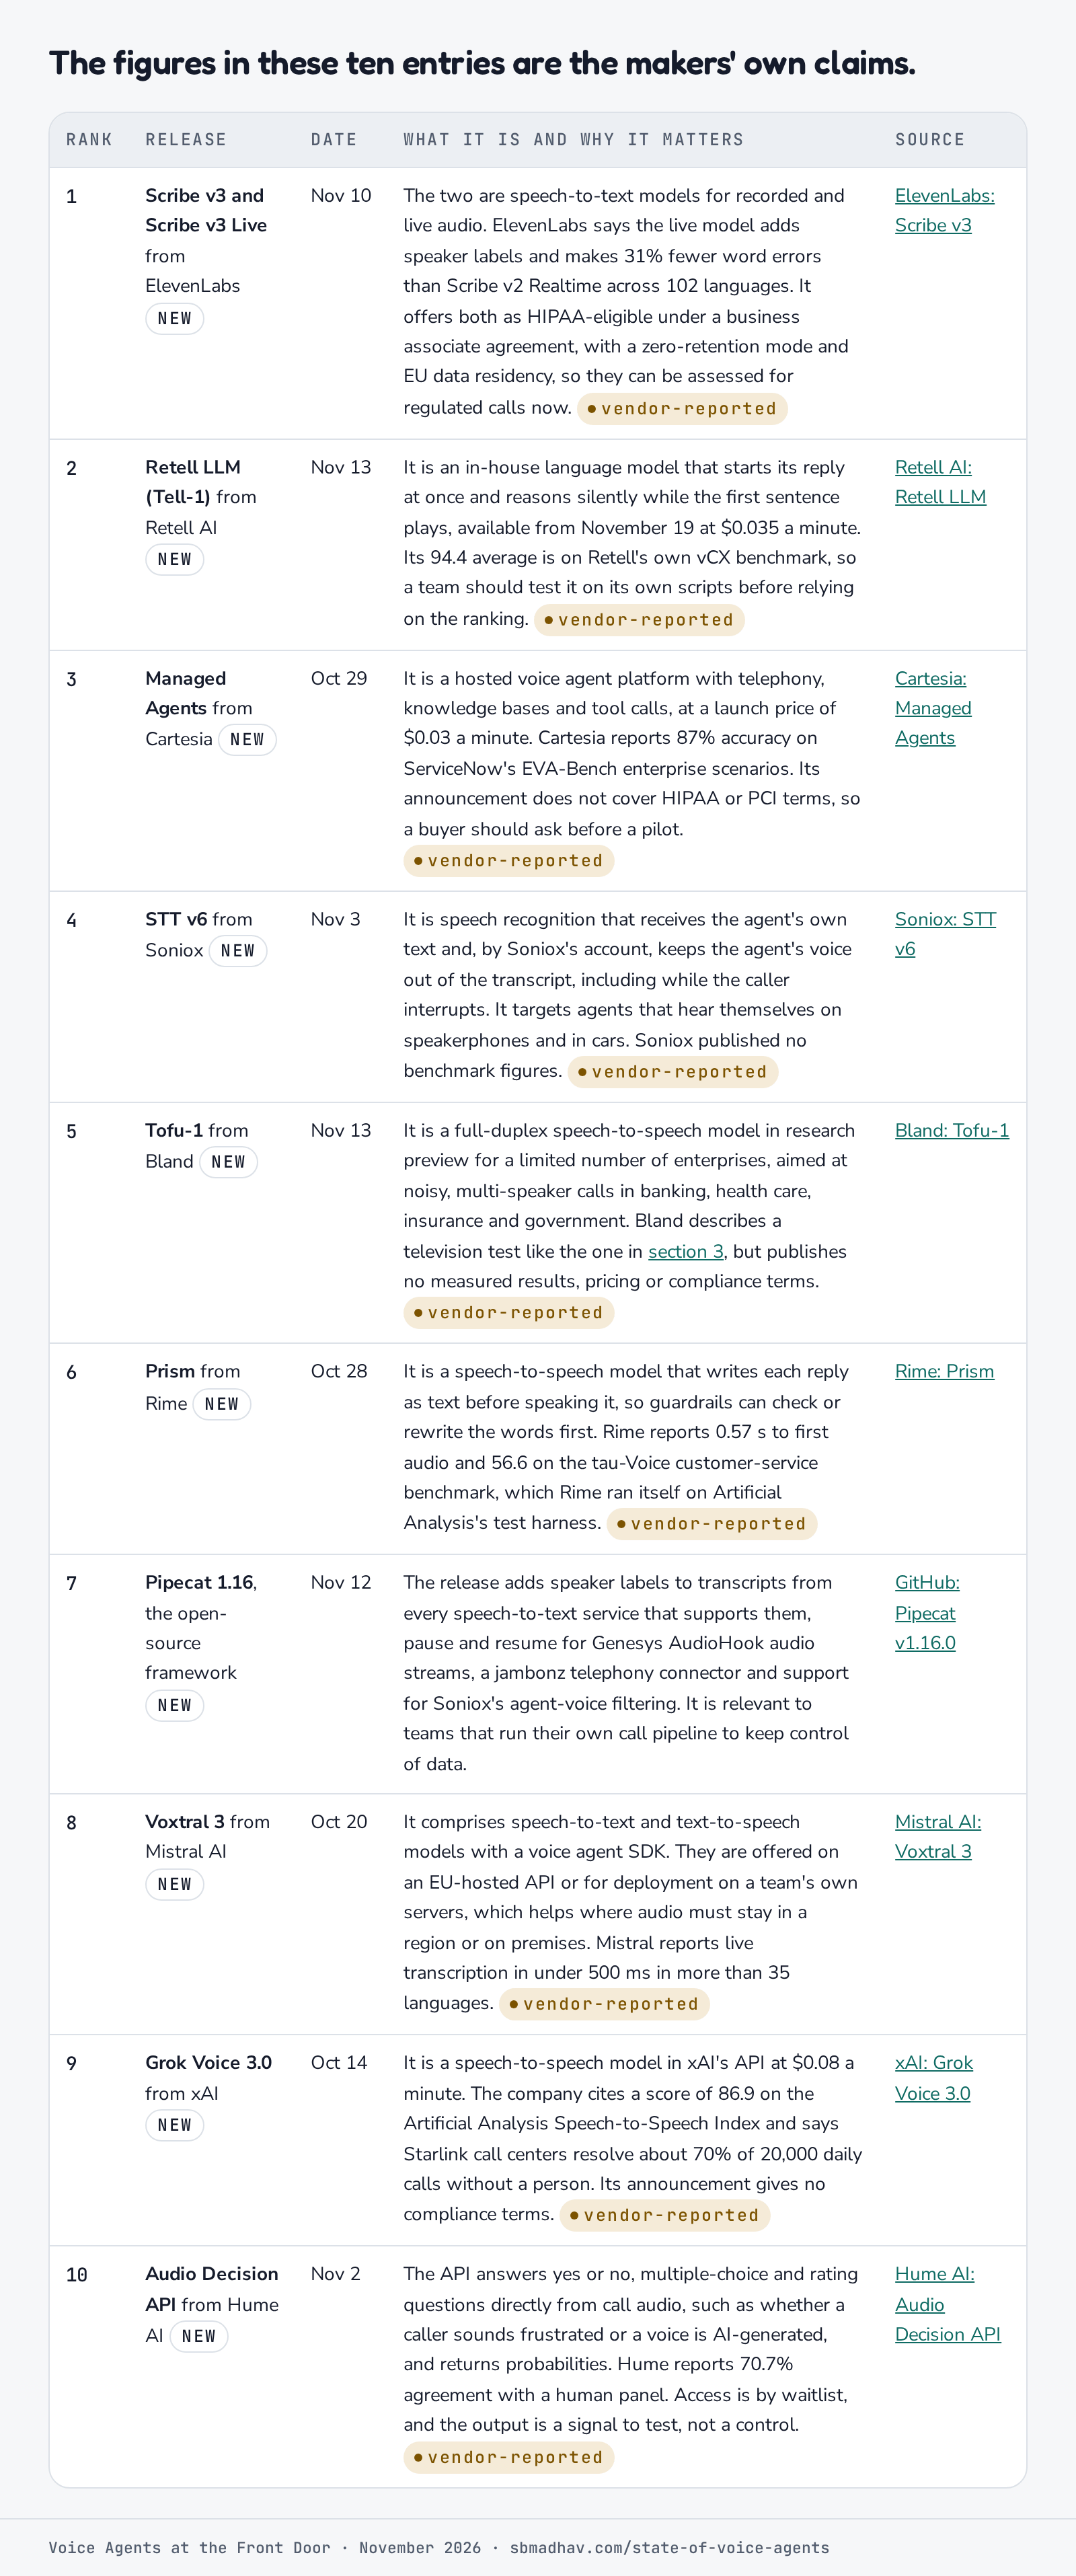 The figures in these ten entries are the makers' own claims.
RANK RELEASE DATE WHAT IT IS AND WHY IT MATTERS SOURCE
1
Scribe v3 and
Scribe v3 Live
from
ElevenLabs
NEW
Nov 10
The two are speech-to-text models for recorded and
live audio. ElevenLabs says the live model adds
speaker labels and makes 31% fewer word errors
than Scribe v2 Realtime across 102 languages. It
offers both as HIPAA-eligible under a business
associate agreement, with a zero-retention mode and
EU data residency, so they can be assessed for
regulated calls now. vendor-reported
ElevenLabs:
Scribe v3
2
Retell LLM
(Tell-1) from
Retell AI
NEW
Nov 13
It is an in-house language model that starts its reply
at once and reasons silently while the first sentence
plays, available from November 19 at $0.035 a minute.
Its 94.4 average is on Retell's own vCX benchmark, so
a team should test it on its own scripts before relying
on the ranking. vendor-reported
Retell AI:
Retell LLM
3
Managed
Agents from
Cartesia NEW
Oct 29
It is a hosted voice agent platform with telephony,
knowledge bases and tool calls, at a launch price of
$0.03 a minute. Cartesia reports 87% accuracy on
ServiceNow's EVA-Bench enterprise scenarios. Its
announcement does not cover HIPAA or PCI terms, so
a buyer should ask before a pilot.
vendor-reported
Cartesia:
Managed
Agents
4
STT v6 from
Soniox NEW
Nov 3
It is speech recognition that receives the agent's own
text and, by Soniox's account, keeps the agent's voice
out of the transcript, including while the caller
interrupts. It targets agents that hear themselves on
speakerphones and in cars. Soniox published no
benchmark figures. vendor-reported
Soniox: STT
v6
5
Tofu-1 from
Bland NEW
Nov 13
It is a full-duplex speech-to-speech model in research
preview for a limited number of enterprises, aimed at
noisy, multi-speaker calls in banking, health care,
insurance and government. Bland describes a
television test like the one in section 3, but publishes
no measured results, pricing or compliance terms.
vendor-reported
Bland: Tofu-1
6
Prism from
Rime NEW
Oct 28
It is a speech-to-speech model that writes each reply
as text before speaking it, so guardrails can check or
rewrite the words first. Rime reports 0.57 s to first
audio and 56.6 on the tau-Voice customer-service
benchmark, which Rime ran itself on Artificial
Analysis's test harness. vendor-reported
Rime: Prism
7
Pipecat 1.16,
the open-
source
framework
NEW
Nov 12
The release adds speaker labels to transcripts from
every speech-to-text service that supports them,
pause and resume for Genesys AudioHook audio
streams, a jambonz telephony connector and support
for Soniox's agent-voice filtering. It is relevant to
teams that run their own call pipeline to keep control
of data.
GitHub:
Pipecat
v1.16.0
8
Voxtral 3 from
Mistral AI
NEW
Oct 20
It comprises speech-to-text and text-to-speech
models with a voice agent SDK. They are offered on
an EU-hosted API or for deployment on a team's own
servers, which helps where audio must stay in a
region or on premises. Mistral reports live
transcription in under 500 ms in more than 35
languages. vendor-reported
Mistral AI:
Voxtral 3
9
Grok Voice 3.0
from xAI
NEW
Oct 14
It is a speech-to-speech model in xAI's API at $0.08 a
minute. The company cites a score of 86.9 on the
Artificial Analysis Speech-to-Speech Index and says
Starlink call centers resolve about 70% of 20,000 daily
calls without a person. Its announcement gives no
compliance terms. vendor-reported
xAI: Grok
Voice 3.0
10
Audio Decision
API from Hume
AI NEW
Nov 2
The API answers yes or no, multiple-choice and rating
questions directly from call audio, such as whether a
caller sounds frustrated or a voice is AI-generated,
and returns probabilities. Hume reports 70.7%
agreement with a human panel. Access is by waitlist,
and the output is a signal to test, not a control.
vendor-reported
Hume AI:
Audio
Decision API
Voice Agents at the Front Door · November 2026 · sbmadhav.com/state-of-voice-agents